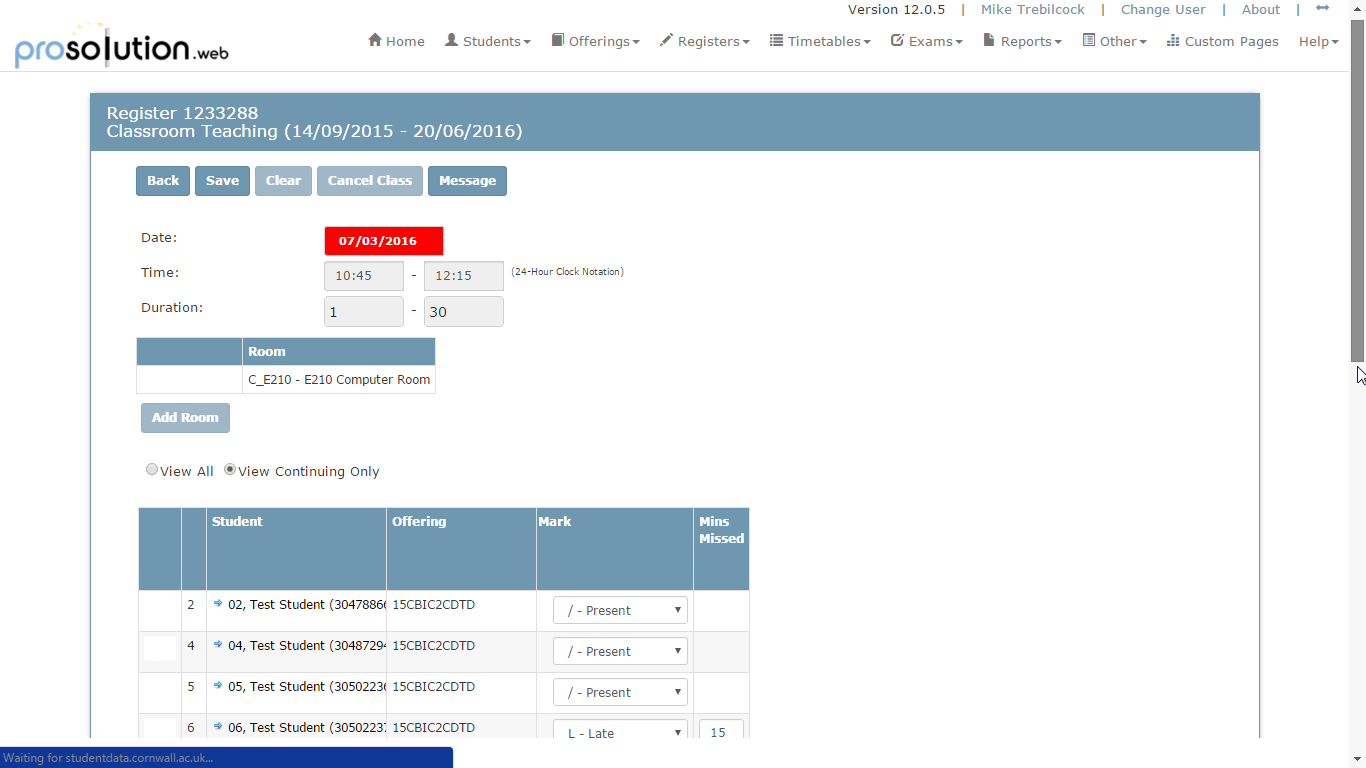 Version 12.0.5 | Mike Trebilcock | Change User | About |
prosolution.web
Home Students Offerings Registers Timetables Exams Reports Other Custom Pages Help
Register 1233288
Classroom Teaching (14/09/2015 - 20/06/2016)
Back Save Clear Cancel Class Message
Date: 07/03/2016
Time: 10:45 - 12:15 (24-Hour Clock Notation)
Duration: 1 - 30
Room
C_E210 - E210 Computer Room
Add Room
View All View Continuing Only
Student Offering Mark Mins
Missed
2 02, Test Student (3047886 15CBIC2CDTD / - Present
4 04, Test Student (3048729 15CBIC2CDTD / - Present
5 05, Test Student (3050223 15CBIC2CDTD / - Present
6 06, Test Student (3050223 15CBIC2CDTD L - Late 15
Waiting for studentdata.cornwall.ac.uk...